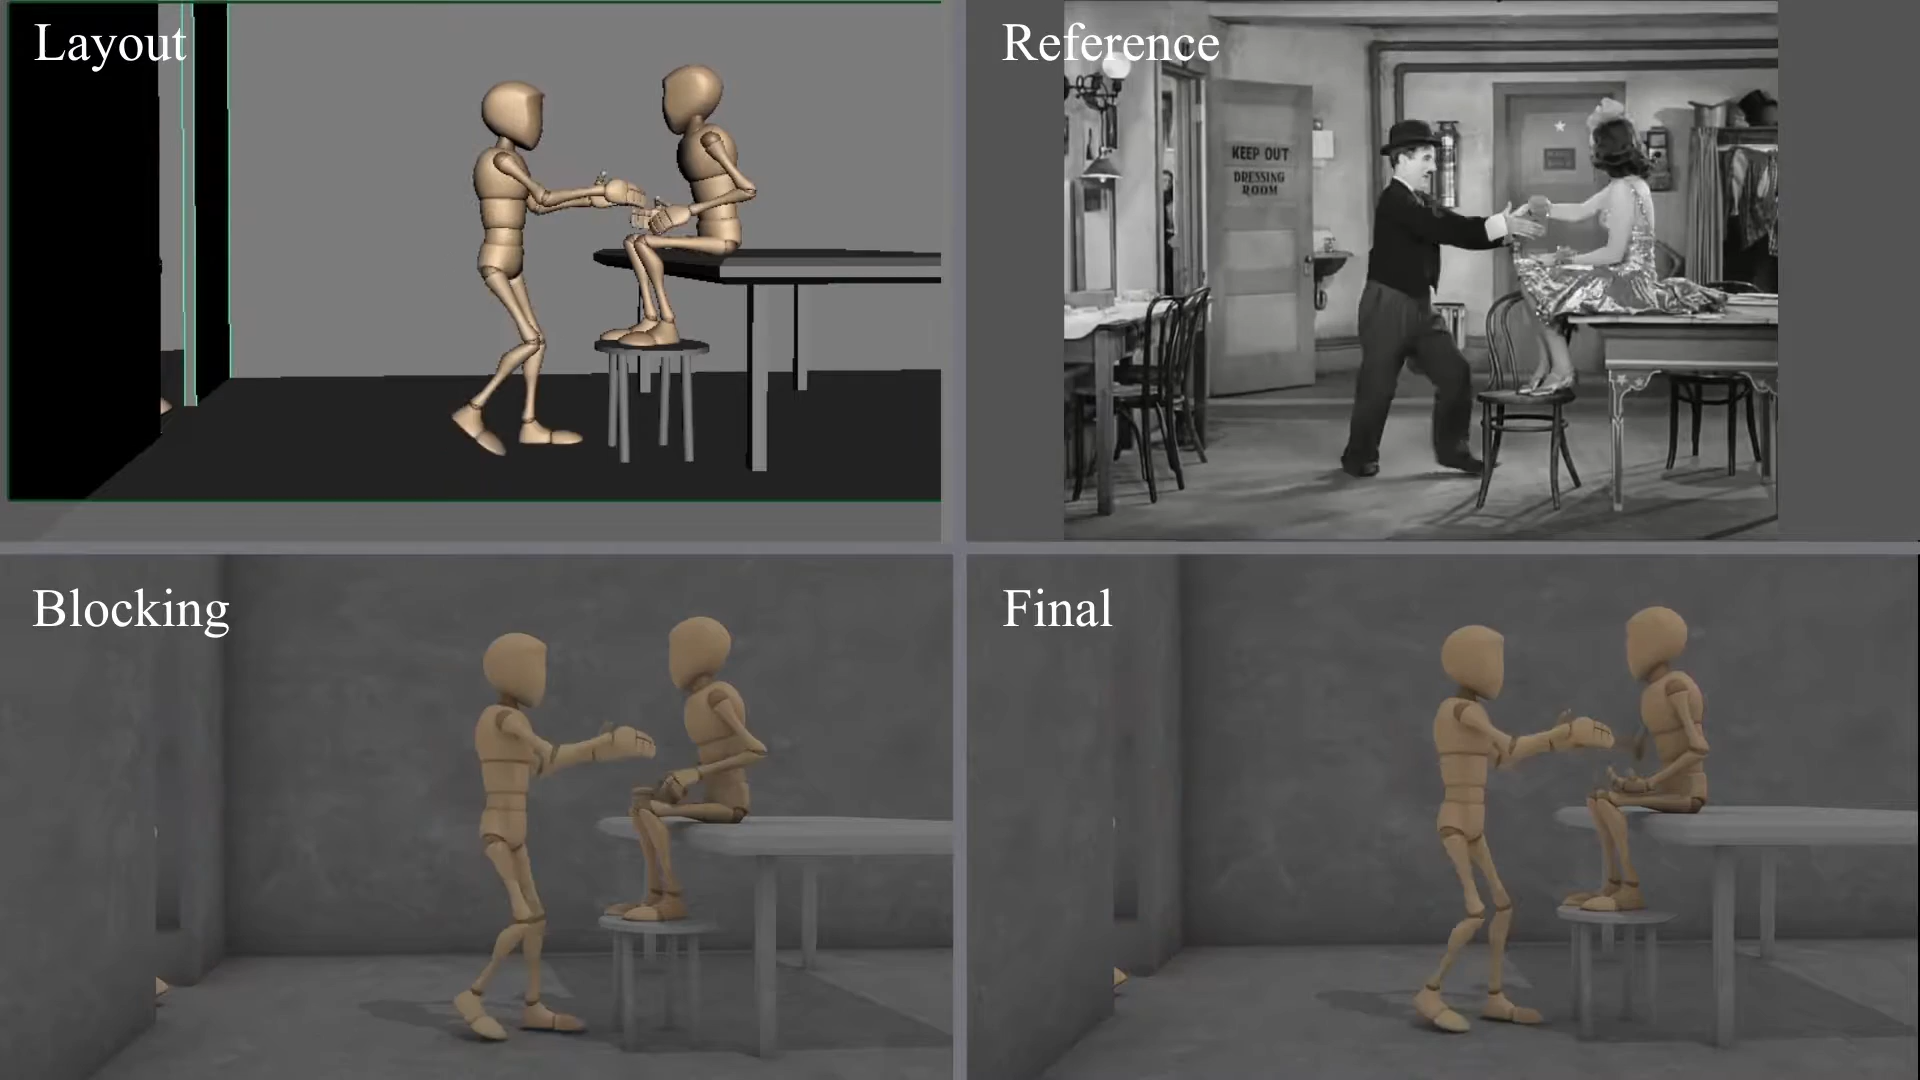 Layout
Reference
KEEP OUT
DRESSING
ROOM
Blocking
Final